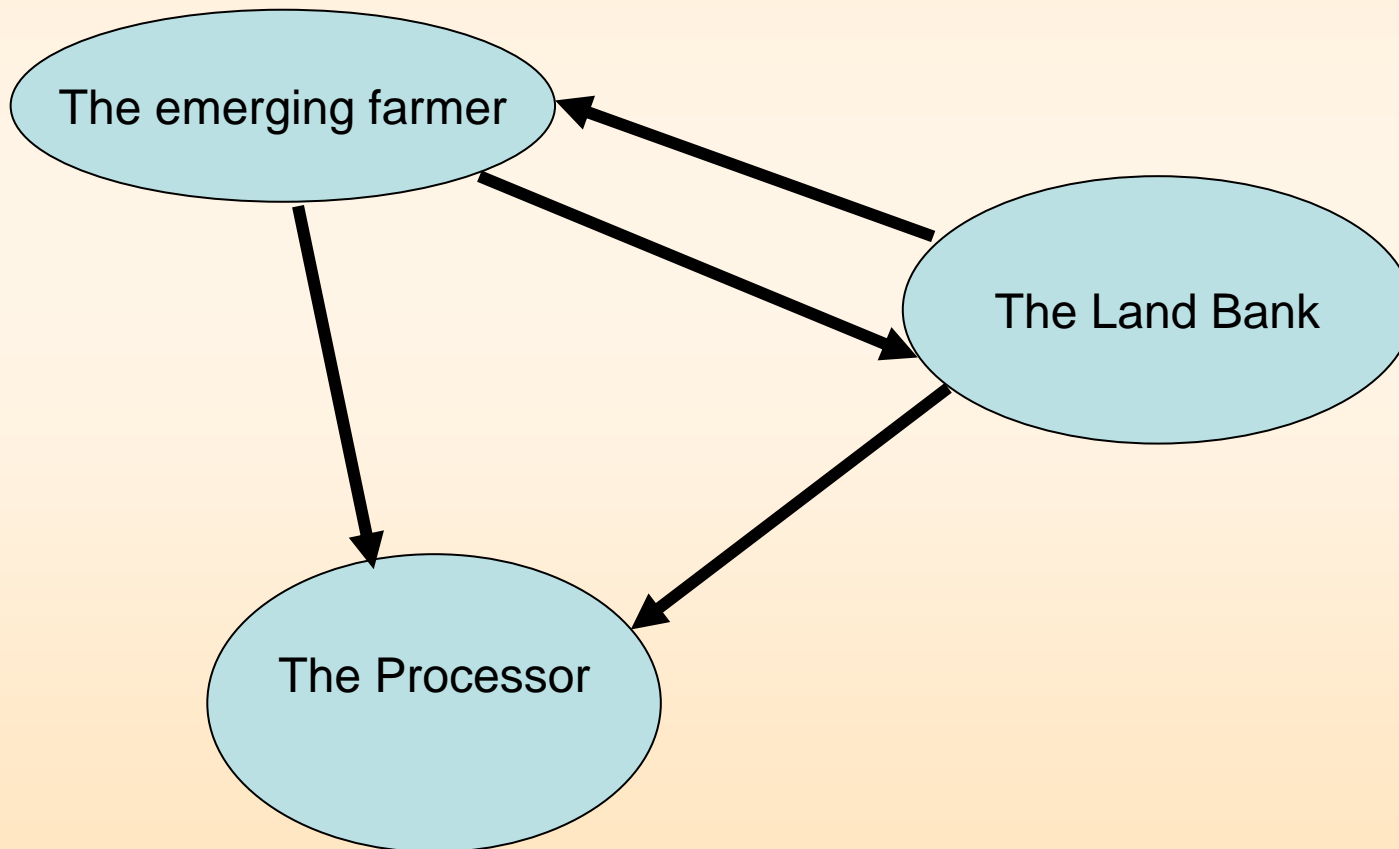 The emerging farmer
The Land Bank
The Processor